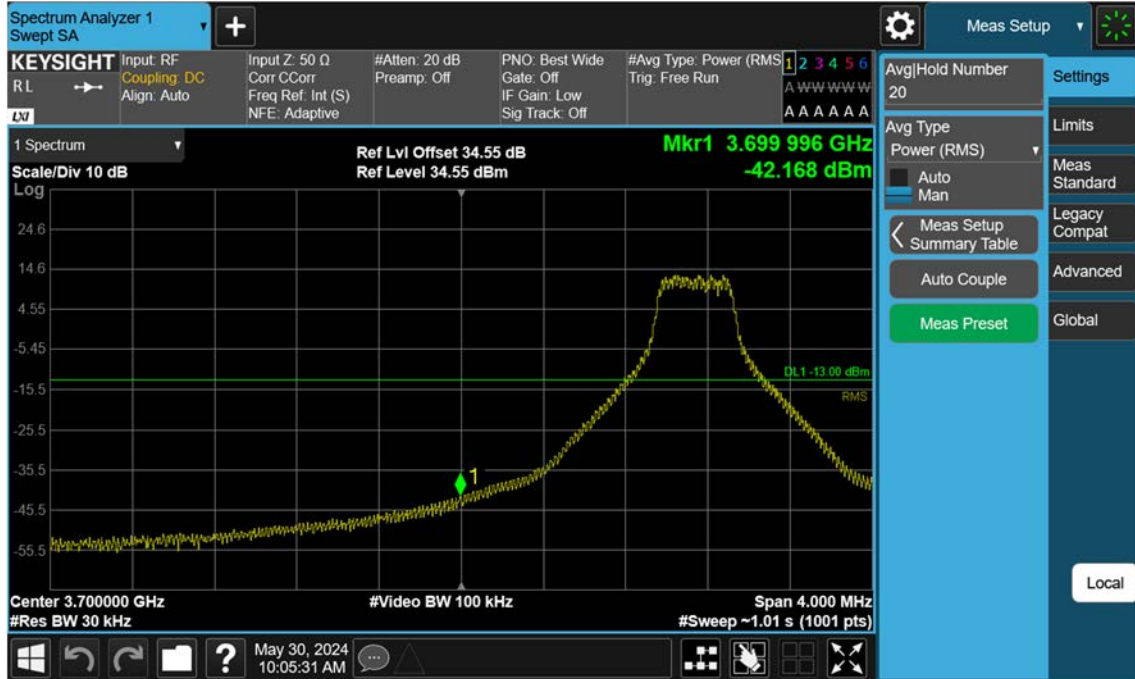 Spectrum Analyzer 1
Swept SA
+
Meas Setup
KEYSIGHT
R L
LXI
Input: RF
Coupling: DC
Align: Auto
Input Z: 50 Ω
Corr CCorr
Freq Ref: Int (S)
NFE: Adaptive
#Atten: 20 dB
Preamp: Off
PNO: Best Wide
Gate: Off
IF Gain: Low
Sig Track: Off
#Avg Type: Power (RMS
Trig: Free Run
1 2 3 4 5 6
A W W W W W
A A A A A A
1 Spectrum
Scale/Div 10 dB
Ref Lvl Offset 34.55 dB
Ref Level 34.55 dBm
Mkr1 3.699 996 GHz
-42.168 dBm
Log
24.6
14.6
4.55
-5.45
-15.5
-25.5
-35.5
-45.5
-55.5
DL1 -13.00 dBm
RMS
1
Center 3.700000 GHz
#Res BW 30 kHz
#Video BW 100 kHz
Span 4.000 MHz
#Sweep ~1.01 s (1001 pts)
Avg|Hold Number
20
Avg Type
Power (RMS)
Auto
Man
Meas Setup
Summary Table
Auto Couple
Meas Preset
Settings
Limits
Meas
Standard
Legacy
Compat
Advanced
Global
Local
?
May 30, 2024
10:05:31 AM